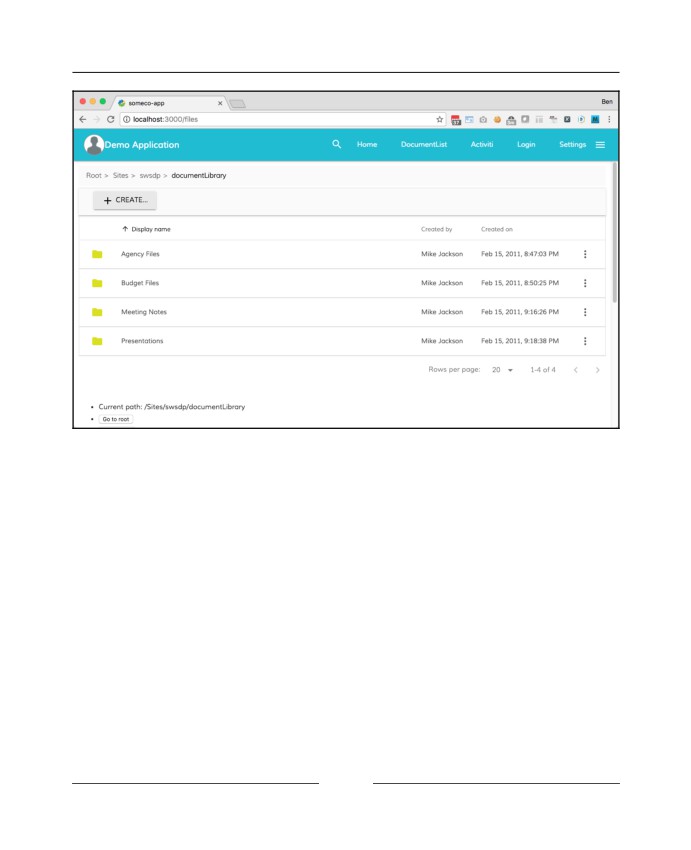 someco-app
Ben
localhost:3000/files
Demo Application
Home DocumentList Activiti Login Settings
Root > Sites > swsdp > documentLibrary
+ CREATE...
Display name Created by Created on
Agency Files Mike Jackson Feb 15, 2011, 8:47:03 PM
Budget Files Mike Jackson Feb 15, 2011, 8:50:25 PM
Meeting Notes Mike Jackson Feb 15, 2011, 9:16:26 PM
Presentations Mike Jackson Feb 15, 2011, 9:18:38 PM
Rows per page: 20 1-4 of 4
• Current path: /Sites/swsdp/documentLibrary
• Go to root